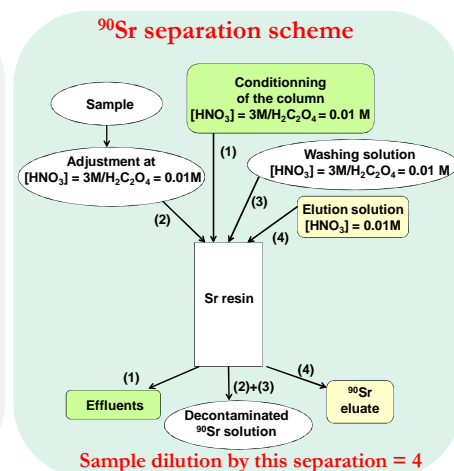 ⁹⁰Sr separation scheme
Conditionning
of the column
[HNO₃] = 3M/H₂C₂O₄ = 0.01 M
Sample
(1)
Adjustment at
[HNO₃] = 3M/H₂C₂O₄ = 0.01M
Washing solution
[HNO₃] = 3M/H₂C₂O₄ = 0.01 M
(2)
(3)
(4)
Elution solution
[HNO₃] = 0.01M
Sr resin
(1)
(2)+(3)
(4)
Effluents
Decontaminated
⁹⁰Sr solution
⁹⁰Sr
eluate
Sample dilution by this separation = 4